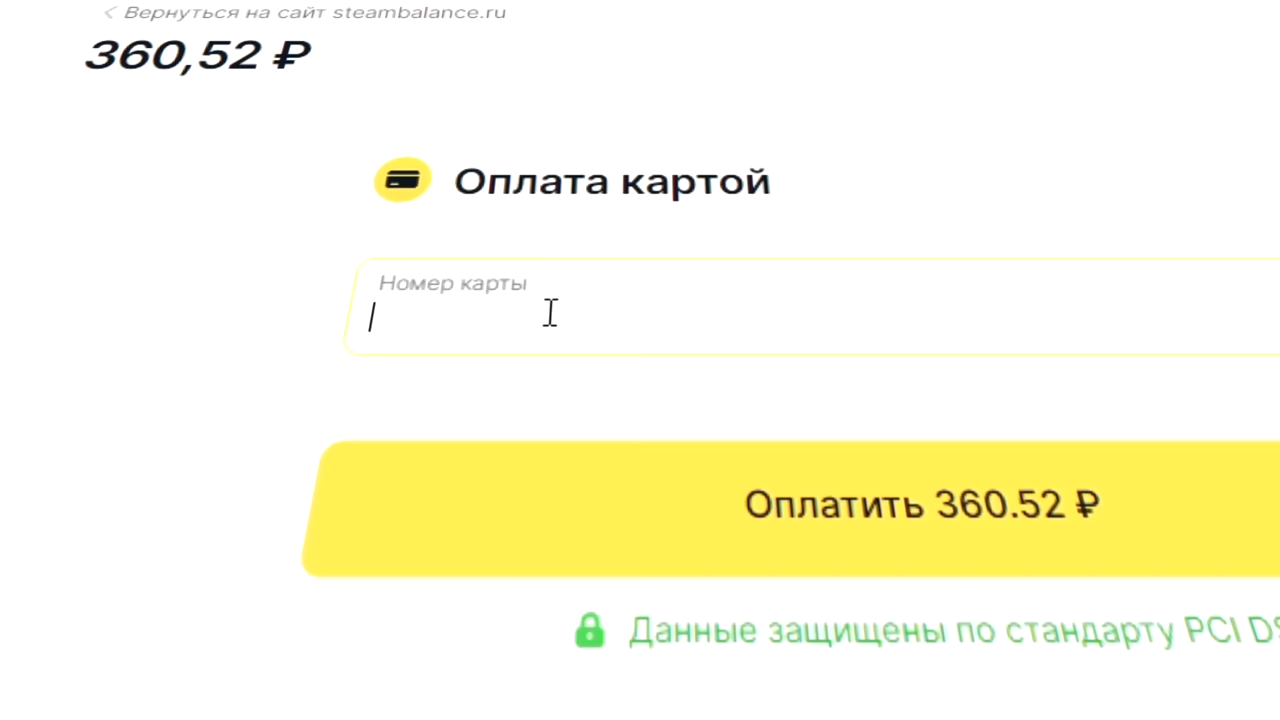 Вернуться на сайт steambalance.ru
360,52 ₽
Оплата картой
Номер карты
Оплатить 360.52 ₽
Данные защищены по стандарту PCI